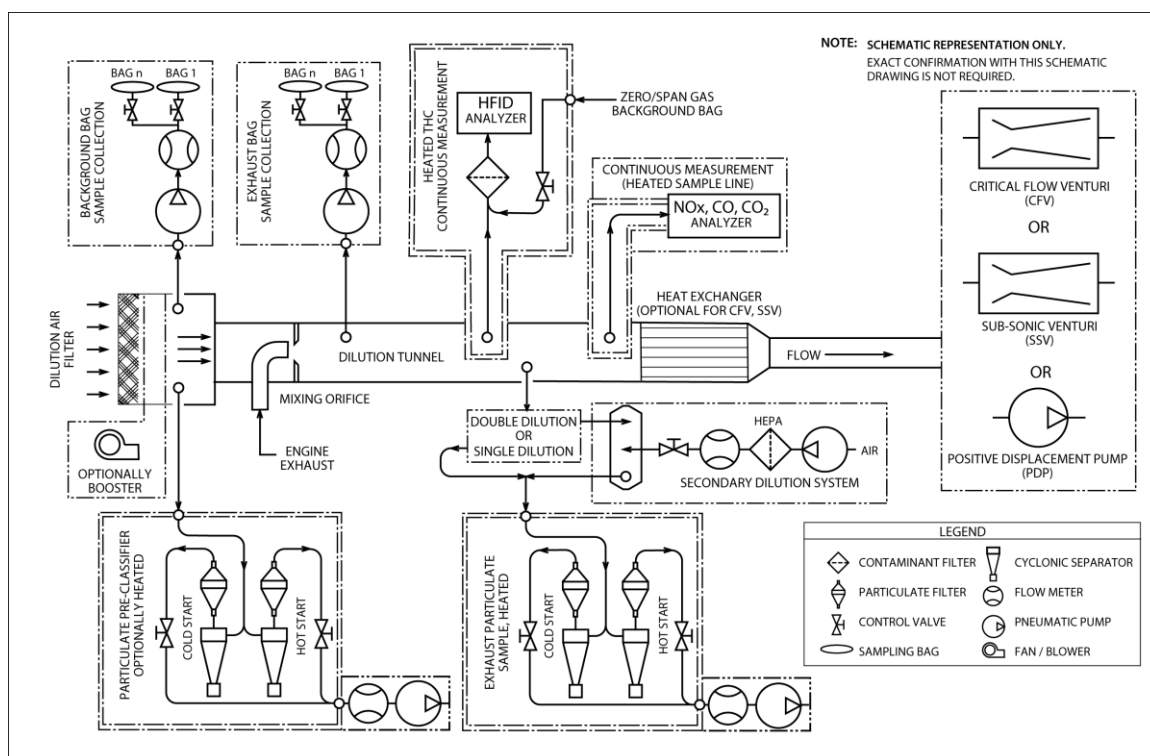 BAG n
BAG 1
BACKGROUND BAG
SAMPLE COLLECTION
BAG n
BAG 1
EXHAUST BAG
SAMPLE COLLECTION
HEATED THC
CONTINUOUS MEASUREMENT
HFID
ANALYZER
ZERO/SPAN GAS
BACKGROUND BAG
CONTINUOUS MEASUREMENT
(HEATED SAMPLE LINE)
NOx, CO, CO₂
ANALYZER
NOTE: SCHEMATIC REPRESENTATION ONLY.
EXACT CONFIRMATION WITH THIS SCHEMATIC
DRAWING IS NOT REQUIRED.
CRITICAL FLOW VENTURI
(CFV)
OR
SUB-SONIC VENTURI
(SSV)
OR
POSITIVE DISPLACEMENT PUMP
(PDP)
DILUTION AIR
FILTER
DILUTION TUNNEL
MIXING ORIFICE
HEAT EXCHANGER
(OPTIONAL FOR CFV, SSV)
FLOW
OPTIONALLY
BOOSTER
ENGINE
EXHAUST
DOUBLE DILUTION
OR
SINGLE DILUTION
HEPA
AIR
SECONDARY DILUTION SYSTEM
PARTICULATE PRE-CLASSIFIER
OPTIONALLY HEATED
COLD START
HOT START
EXHAUST PARTICULATE
SAMPLE, HEATED
COLD START
HOT START
LEGEND
CONTAMINANT FILTER
CYCLONIC SEPARATOR
PARTICULATE FILTER
FLOW METER
CONTROL VALVE
PNEUMATIC PUMP
SAMPLING BAG
FAN / BLOWER